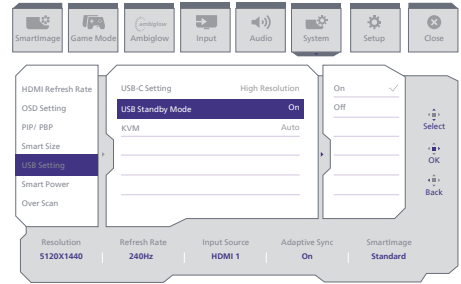 SmartImage
Game Mode
ambiglow
Ambiglow
Input
Audio
System
Setup
Close
HDMI Refresh Rate
OSD Setting
PIP/ PBP
Smart Size
USB Setting
Smart Power
Over Scan
USB-C Setting High Resolution
USB Standby Mode On
KVM Auto
On
Off
Select
OK
Back
Resolution Refresh Rate Input Source Adaptive Sync SmartImage
5120X1440 240Hz HDMI 1 On Standard